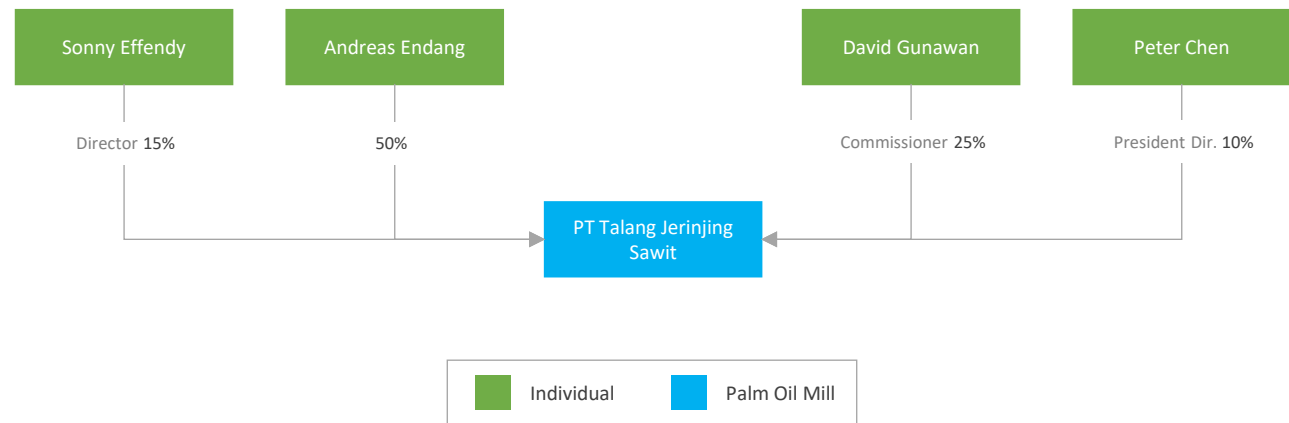 Sonny Effendy
Andreas Endang
David Gunawan
Peter Chen
Director 15%
50%
Commissioner 25%
President Dir. 10%
PT Talang Jerinjing
Sawit
Individual
Palm Oil Mill